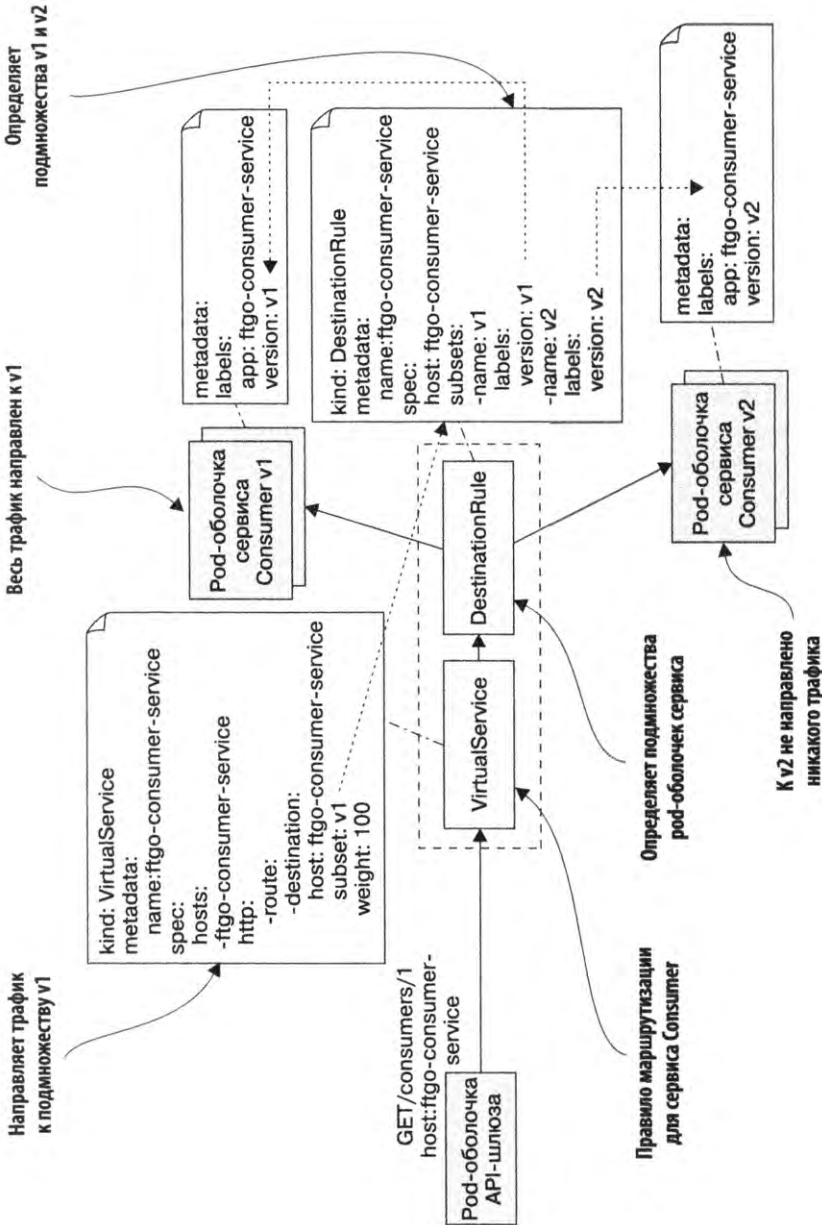 Направляет трафик
к подмножеству v1
Весь трафик направлен к v1
Определяет
подмножества v1 и v2
kind: VirtualService
metadata:
name:ftgo-consumer-service
spec:
hosts:
-ftgo-consumer-service
http:
-route:
-destination:
host: ftgo-consumer-service
subset: v1
weight: 100
Pod-оболочка
сервиса
Consumer v1
metadata:
labels:
app: ftgo-consumer-service
version: v1
kind: DestinationRule
metadata:
name:ftgo-consumer-service
spec:
host: ftgo-consumer-service
subsets:
-name: v1
labels:
version: v1
-name: v2
labels:
version: v2
GET/consumers/1
host:ftgo-consumer-
service
Pod-оболочка
API-шлюза
VirtualService
DestinationRule
Pod-оболочка
сервиса
Consumer v2
metadata:
labels:
app: ftgo-consumer-service
version: v2
Правило маршрутизации
для сервиса Consumer
Определяет подмножества
pod-оболочек сервиса
К v2 не направлено
никакого трафика